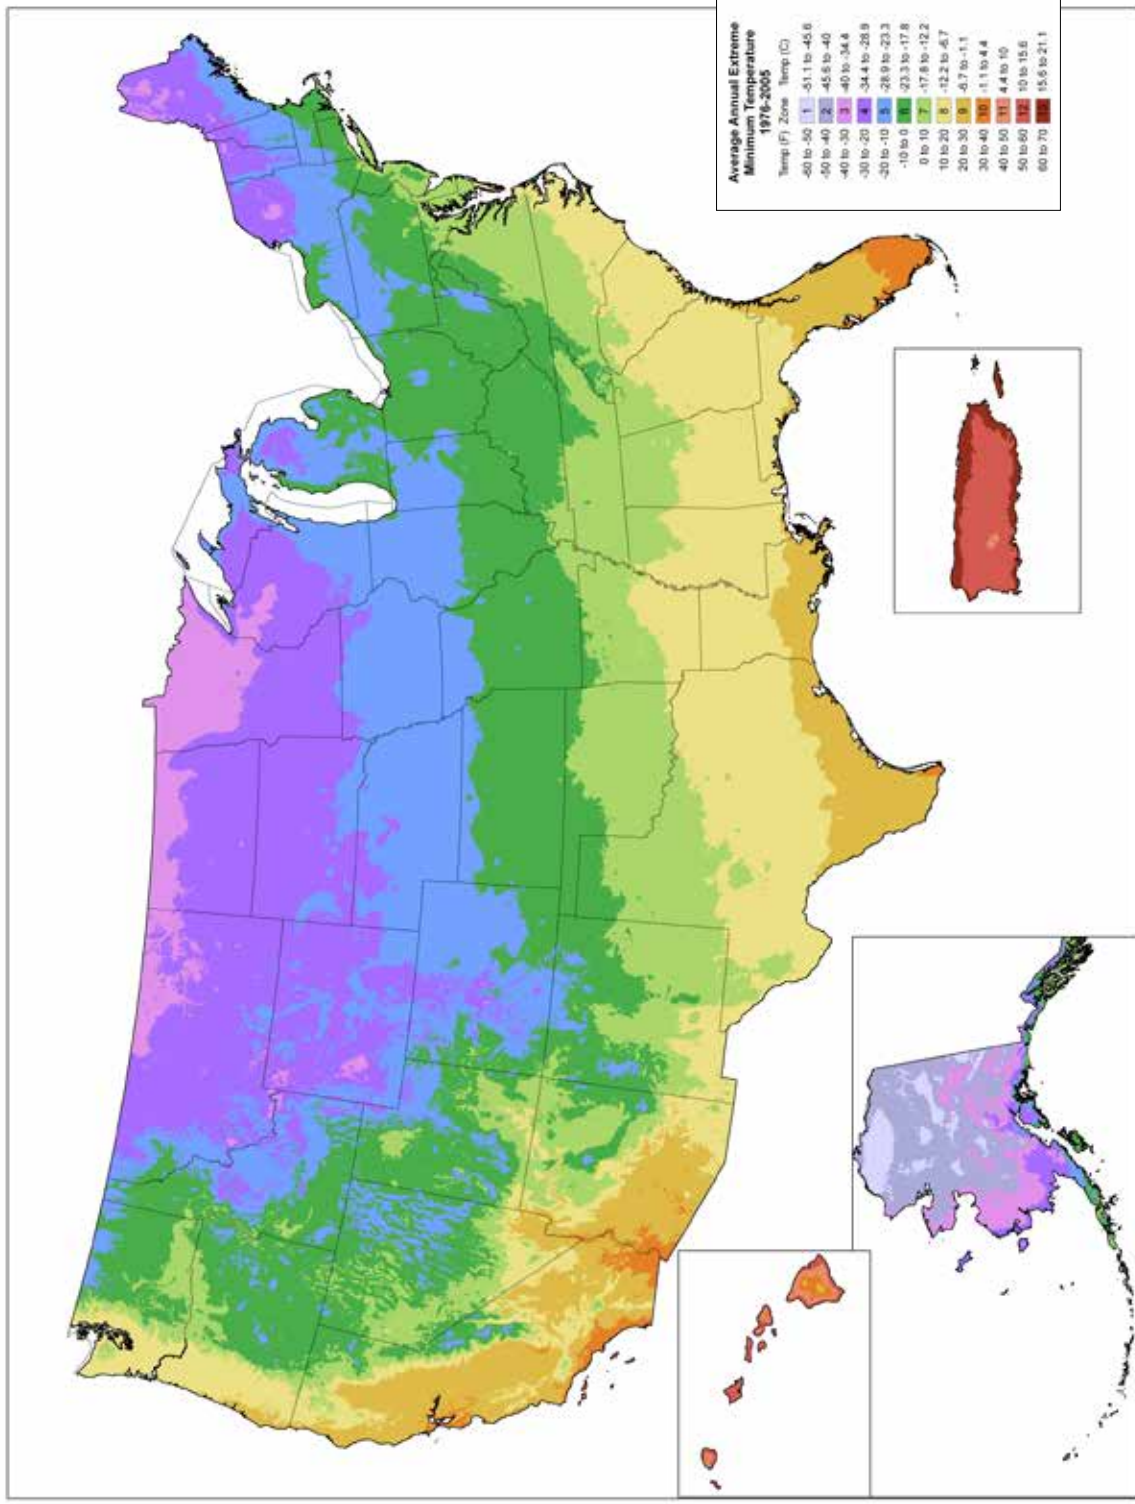 Average Annual Extreme
Minimum Temperature
1976-2005
Temp (F) Zone Temp (C)
-60 to -50 1 -51.1 to -45.6
-50 to -40 2 -45.6 to -40
-40 to -30 3 -40 to -34.4
-30 to -20 4 -34.4 to -28.9
-20 to -10 5 -28.9 to -23.3
-10 to 0 6 -23.3 to -17.8
0 to 10 7 -17.8 to -12.2
10 to 20 8 -12.2 to -6.7
20 to 30 9 -6.7 to -1.1
30 to 40 10 -1.1 to 4.4
40 to 50 11 4.4 to 10
50 to 60 12 10 to 15.6
60 to 70 13 15.6 to 21.1